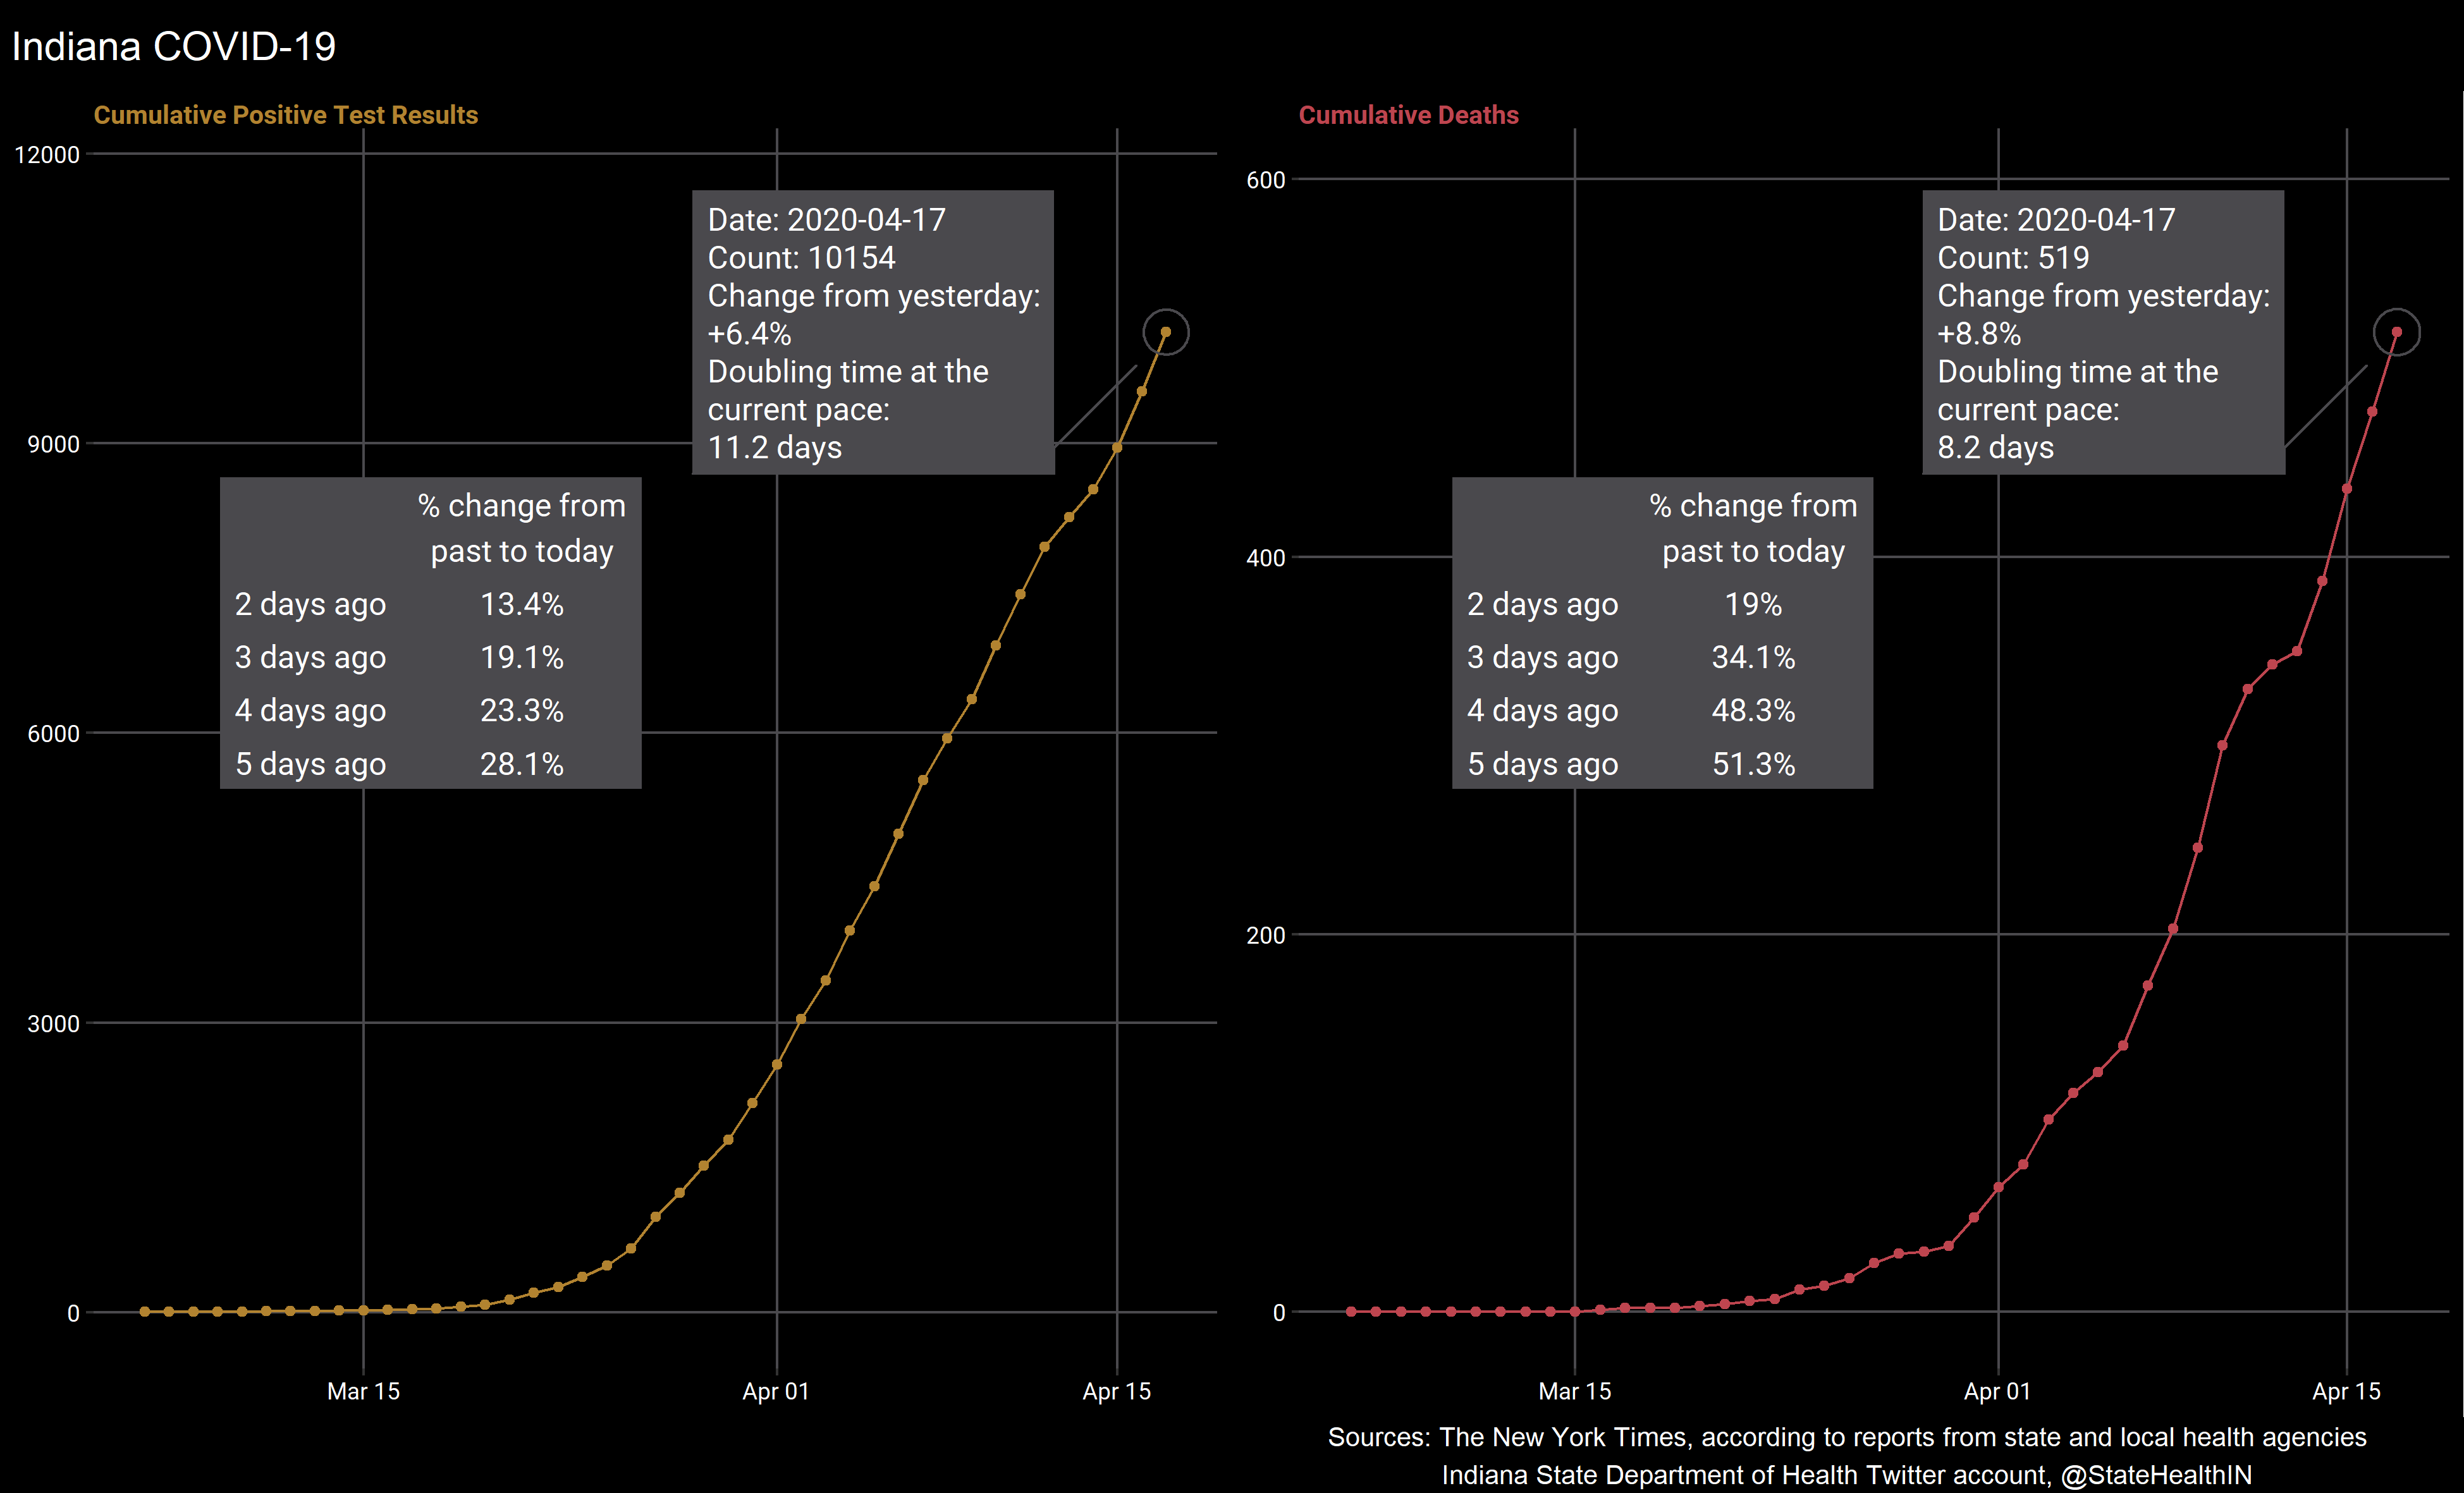 Indiana COVID-19
Cumulative Positive Test Results
12000
9000
6000
3000
0
Mar 15
Apr 01
Apr 15
Date: 2020-04-17
Count: 10154
Change from yesterday:
+6.4%
Doubling time at the
current pace:
11.2 days
% change from
past to today
2 days ago 13.4%
3 days ago 19.1%
4 days ago 23.3%
5 days ago 28.1%
Cumulative Deaths
600
400
200
0
Mar 15
Apr 01
Apr 15
Date: 2020-04-17
Count: 519
Change from yesterday:
+8.8%
Doubling time at the
current pace:
8.2 days
% change from
past to today
2 days ago 19%
3 days ago 34.1%
4 days ago 48.3%
5 days ago 51.3%
Sources: The New York Times, according to reports from state and local health agencies
Indiana State Department of Health Twitter account, @StateHealthIN